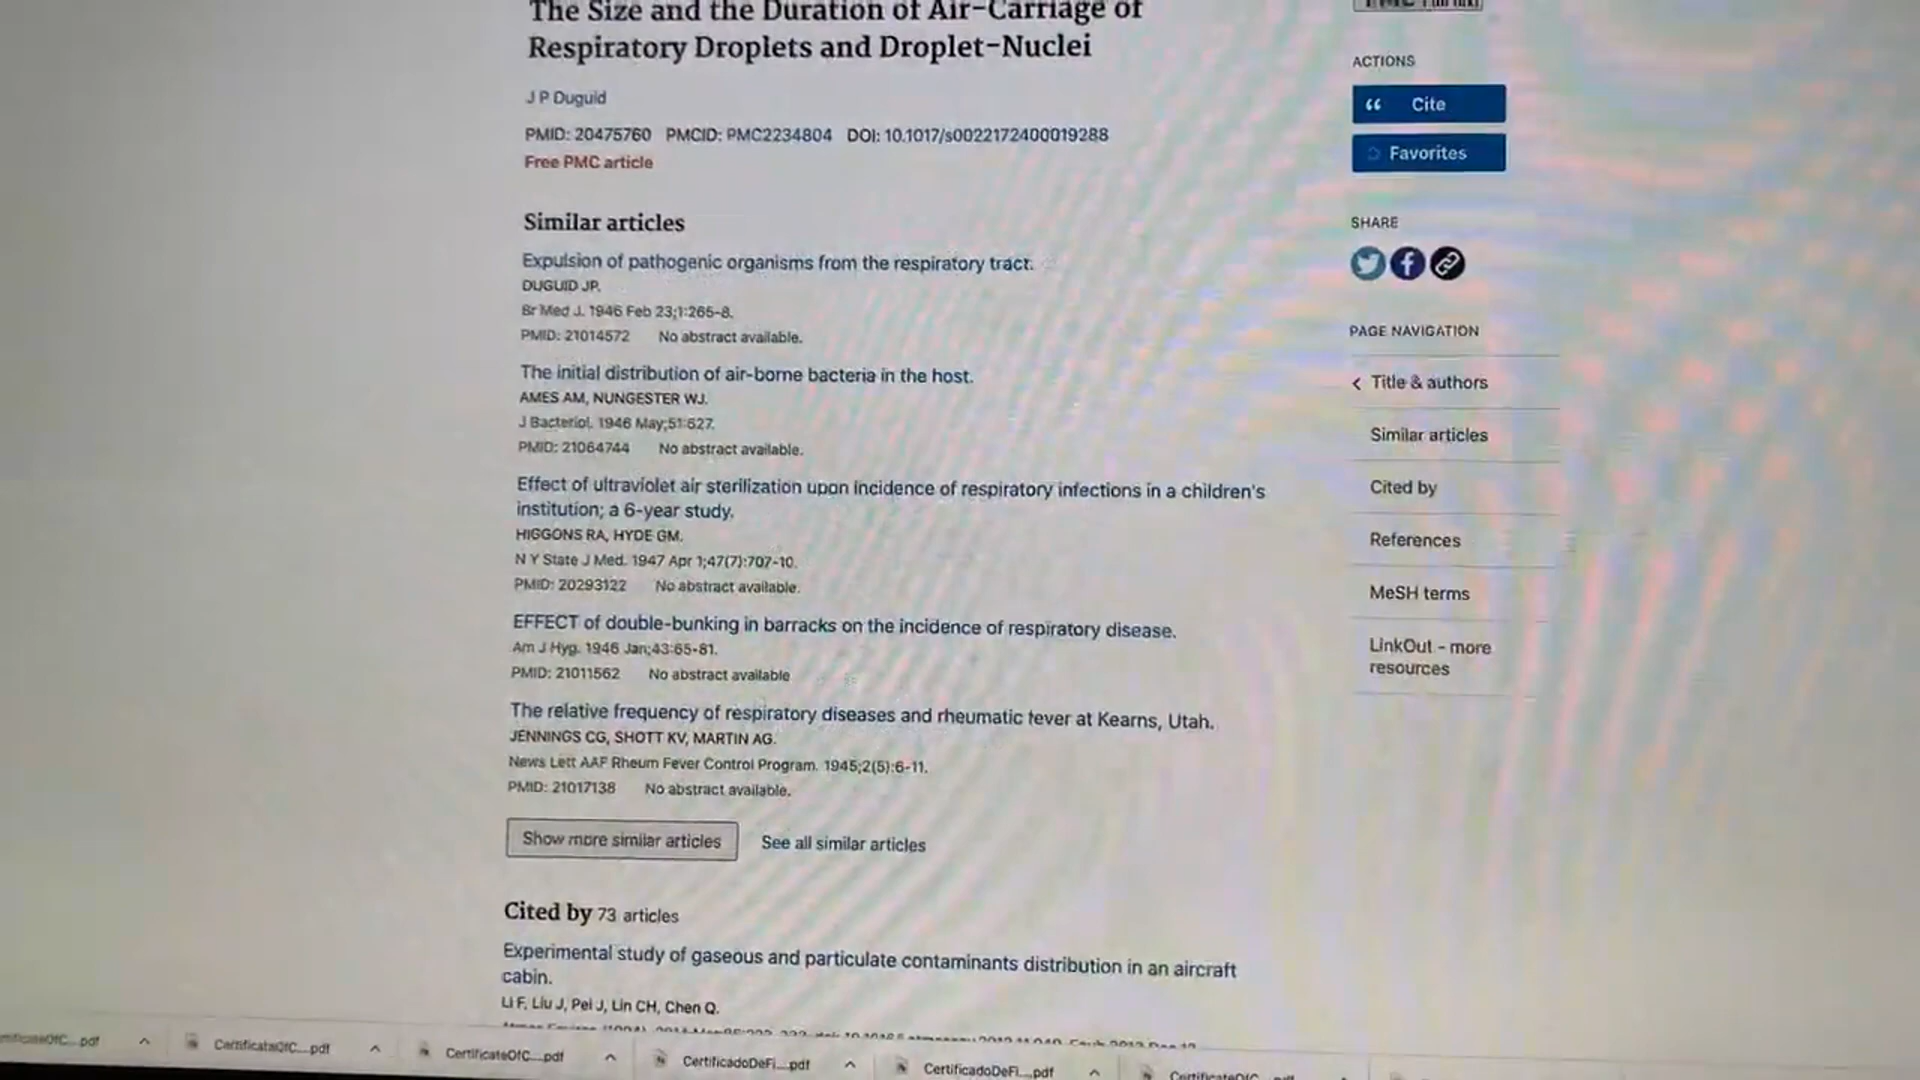 The Size and the Duration of Air-Carriage of
Respiratory Droplets and Droplet-Nuclei
J P Duguid
PMID: 20475760 PMCID: PMC2234804 DOI: 10.1017/s0022172400019288
Free PMC article
Similar articles
Expulsion of pathogenic organisms from the respiratory tract.
DUGUID JP.
Br Med J. 1946 Feb 23;1:265-8.
PMID: 21014572 No abstract available.
The initial distribution of air-borne bacteria in the host.
AMES AM, NUNGESTER WJ.
J Bacteriol. 1946 May;51:627.
PMID: 21064744 No abstract available.
Effect of ultraviolet air sterilization upon incidence of respiratory infections in a children's
institution; a 6-year study.
HIGGONS RA, HYDE GM.
N Y State J Med. 1947 Apr 1;47(7):707-10.
PMID: 20293122 No abstract available.
EFFECT of double-bunking in barracks on the incidence of respiratory disease.
Am J Hyg. 1946 Jan;43:65-81.
PMID: 21011562 No abstract available
The relative frequency of respiratory diseases and rheumatic fever at Kearns, Utah.
JENNINGS CG, SHOTT KV, MARTIN AG.
News Lett AAF Rheum Fever Control Program. 1945;2(5):6-11.
PMID: 21017138 No abstract available.
Show more similar articles See all similar articles
Cited by 73 articles
Experimental study of gaseous and particulate contaminants distribution in an aircraft
cabin.
Li F, Liu J, Pei J, Lin CH, Chen Q.
ACTIONS
Cite
Favorites
SHARE
PAGE NAVIGATION
Title & authors
Similar articles
Cited by
References
MeSH terms
LinkOut - more
resources
CertificateOfC....pdf
CertificateOfC....pdf
CertificadoDeFi....pdf
CertificadoDeFi....pdf